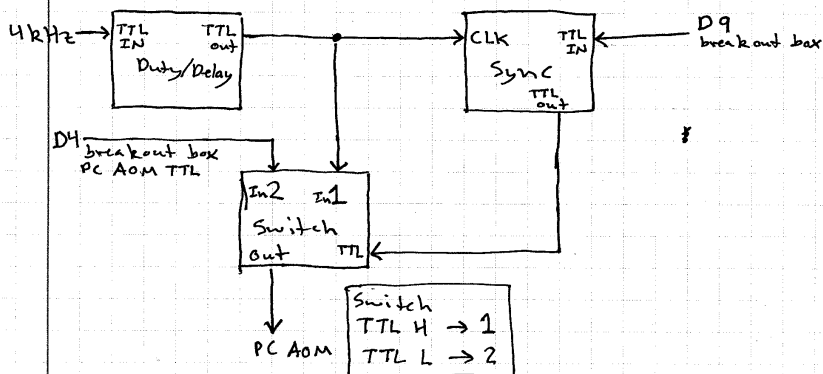 4kHz
TTL
IN
TTL
out
Duty/Delay
CLK
TTL
IN
Sync
TTL
out
D9
breakout box
D4
breakout box
PC AOM TTL
In2
In1
Switch
out
TTL
PC AOM
Switch
TTL H → 1
TTL L → 2